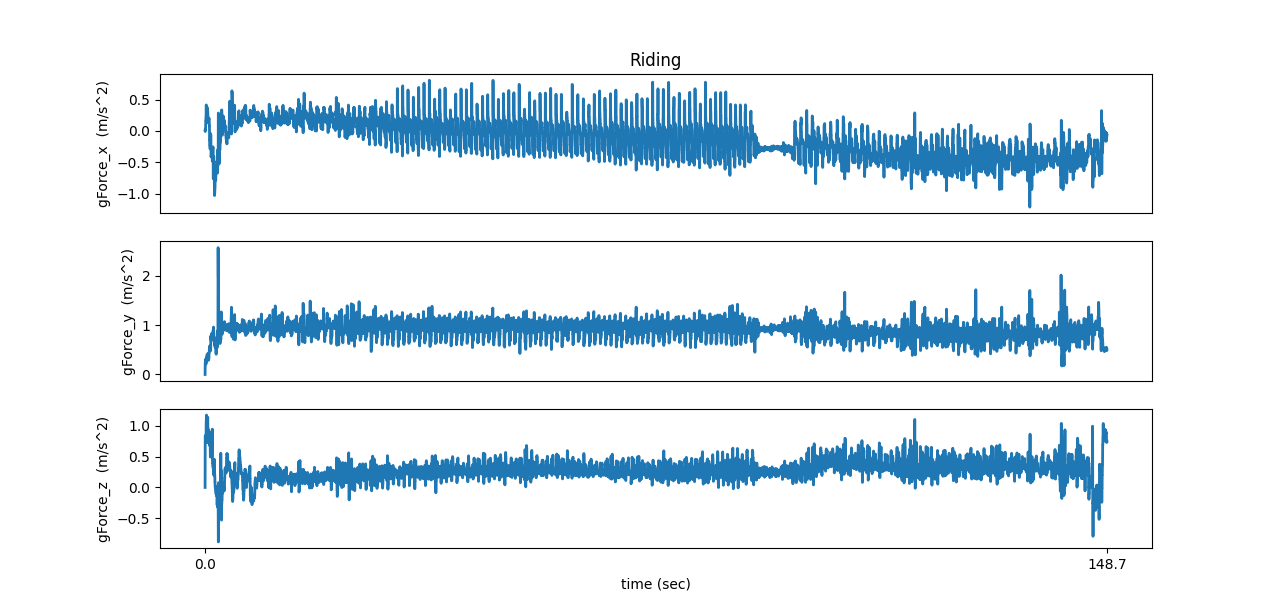 Riding
gForce_x (m/s^2)
0.5
0.0
−0.5
−1.0
gForce_y (m/s^2)
2
1
0
gForce_z (m/s^2)
1.0
0.5
0.0
−0.5
0.0 148.7
time (sec)